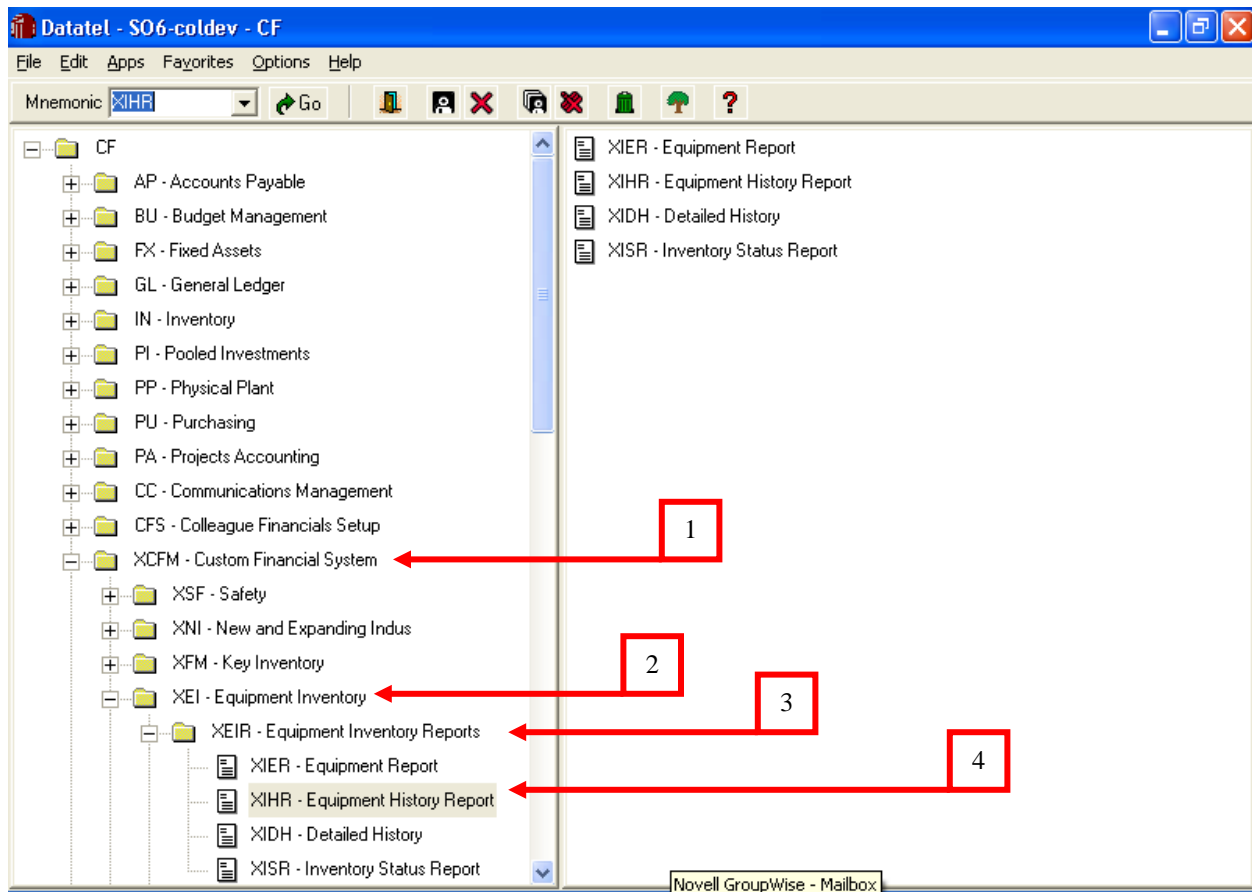 Datatel - SO6-coldev - CF
File Edit Apps Favorites Options Help
Mnemonic XIHR Go ?
CF
AP - Accounts Payable
BU - Budget Management
FX - Fixed Assets
GL - General Ledger
IN - Inventory
PI - Pooled Investments
PP - Physical Plant
PU - Purchasing
PA - Projects Accounting
CC - Communications Management
CFS - Colleague Financials Setup
XCFM - Custom Financial System
XSF - Safety
XNI - New and Expanding Indus
XFM - Key Inventory
XEI - Equipment Inventory
XEIR - Equipment Inventory Reports
XIER - Equipment Report
XIHR - Equipment History Report
XIDH - Detailed History
XISR - Inventory Status Report
XIER - Equipment Report
XIHR - Equipment History Report
XIDH - Detailed History
XISR - Inventory Status Report
1
2
3
4
Novell GroupWise - Mailbox